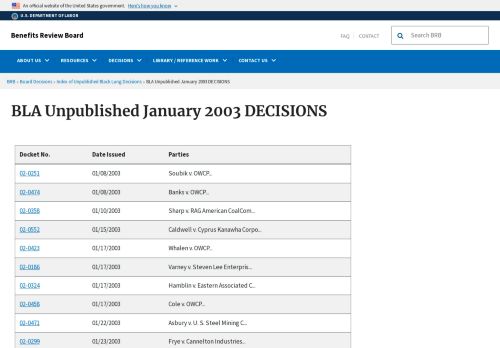 An official website of the United States government. Here's how you know
U.S. DEPARTMENT OF LABOR
Benefits Review Board
FAQ CONTACT
Search BRB
ABOUT US RESOURCES DECISIONS LIBRARY / REFERENCE WORK CONTACT US
BRB › Board Decisions › Index of Unpublished Black Lung Decisions › BLA Unpublished January 2003 DECISIONS
BLA Unpublished January 2003 DECISIONS
Docket No. Date Issued Parties
02-0251 01/08/2003 Soubik v. OWCP...
02-0474 01/08/2003 Banks v. OWCP...
02-0358 01/10/2003 Sharp v. RAG American CoalCom...
02-0552 01/15/2003 Caldwell v. Cyprus Kanawha Corpo...
02-0423 01/17/2003 Whalen v. OWCP...
02-0186 01/17/2003 Varney v. Steven Lee Enterpris...
02-0324 01/17/2003 Hamblin v. Eastern Associated C...
02-0458 01/17/2003 Cole v. OWCP...
02-0471 01/22/2003 Asbury v. U. S. Steel Mining C...
02-0299 01/23/2003 Frye v. Cannelton Industries...